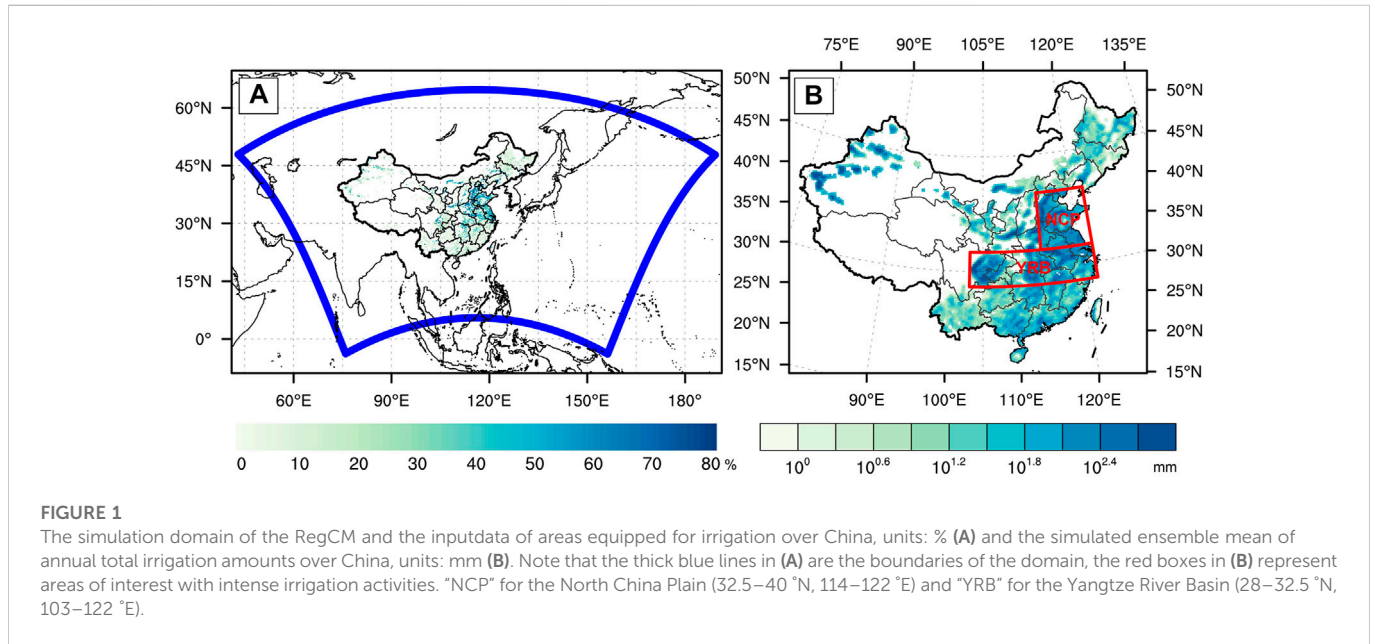 75°E 90°E 105°E 120°E 135°E
A
60°N
45°N
30°N
15°N
0°
60°E 90°E 120°E 150°E 180°
0 10 20 30 40 50 60 70 80 %
B
50°N
45°N
40°N
35°N
30°N
25°N
20°N
15°N
NCP
YRB
50°N
45°N
40°N
35°N
30°N
25°N
20°N
15°N
90°E 100°E 110°E 120°E
10^0 10^0.6 10^1.2 10^1.8 10^2.4 mm
FIGURE 1
The simulation domain of the RegCM and the inputdata of areas equipped for irrigation over China, units: % (A) and the simulated ensemble mean of
annual total irrigation amounts over China, units: mm (B). Note that the thick blue lines in (A) are the boundaries of the domain, the red boxes in (B) represent
areas of interest with intense irrigation activities. "NCP" for the North China Plain (32.5–40 °N, 114–122 °E) and "YRB" for the Yangtze River Basin (28–32.5 °N,
103–122 °E).